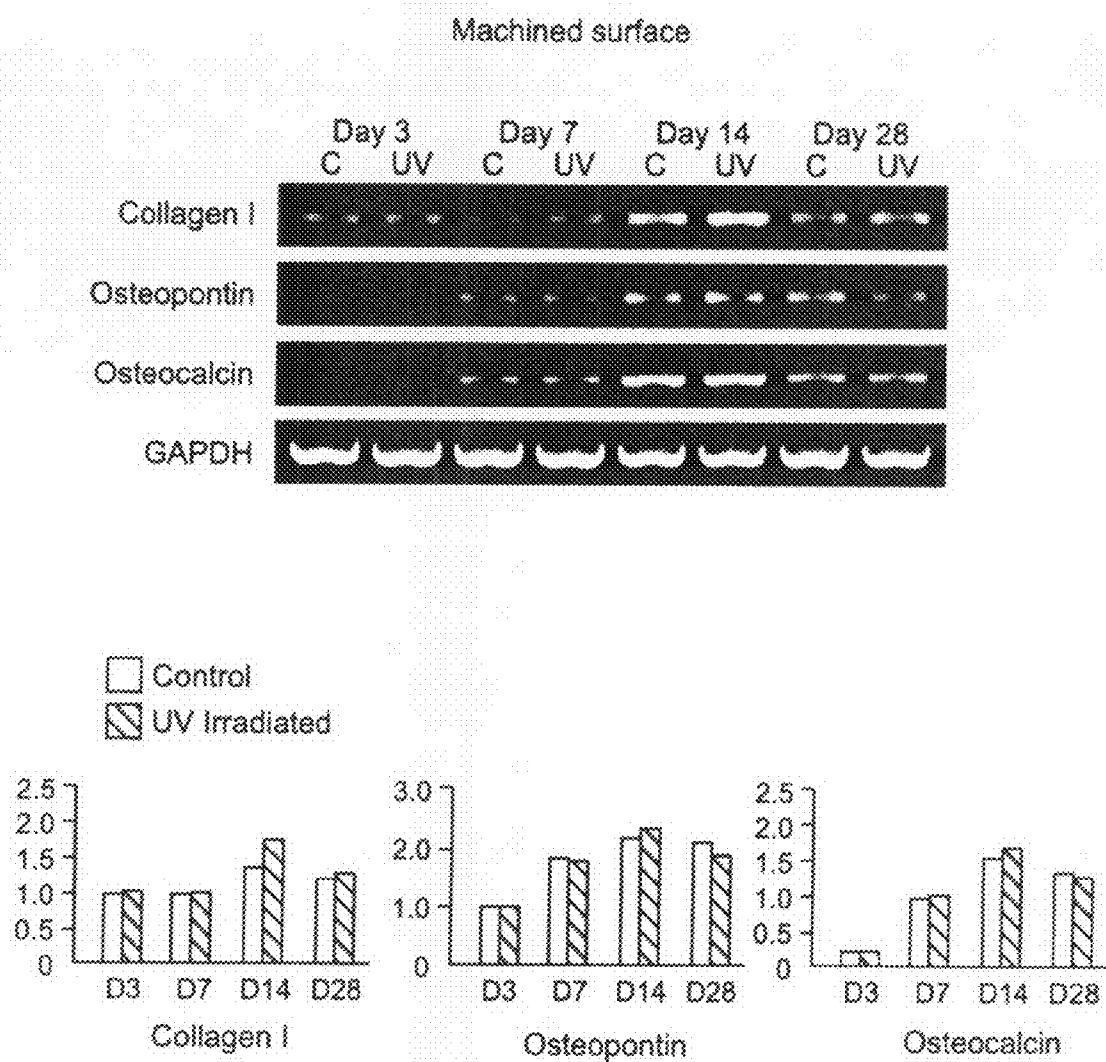 Machined surface
Day 3 Day 7 Day 14 Day 28
C UV C UV C UV C UV
Collagen I
Osteopontin
Osteocalcin
GAPDH
Control
UV Irradiated
2.5
2.0
1.5
1.0
0.5
0
D3 D7 D14 D28
Collagen I
3.0
2.0
1.0
0
D3 D7 D14 D28
Osteopontin
2.5
2.0
1.5
1.0
0.5
0
D3 D7 D14 D28
Osteocalcin